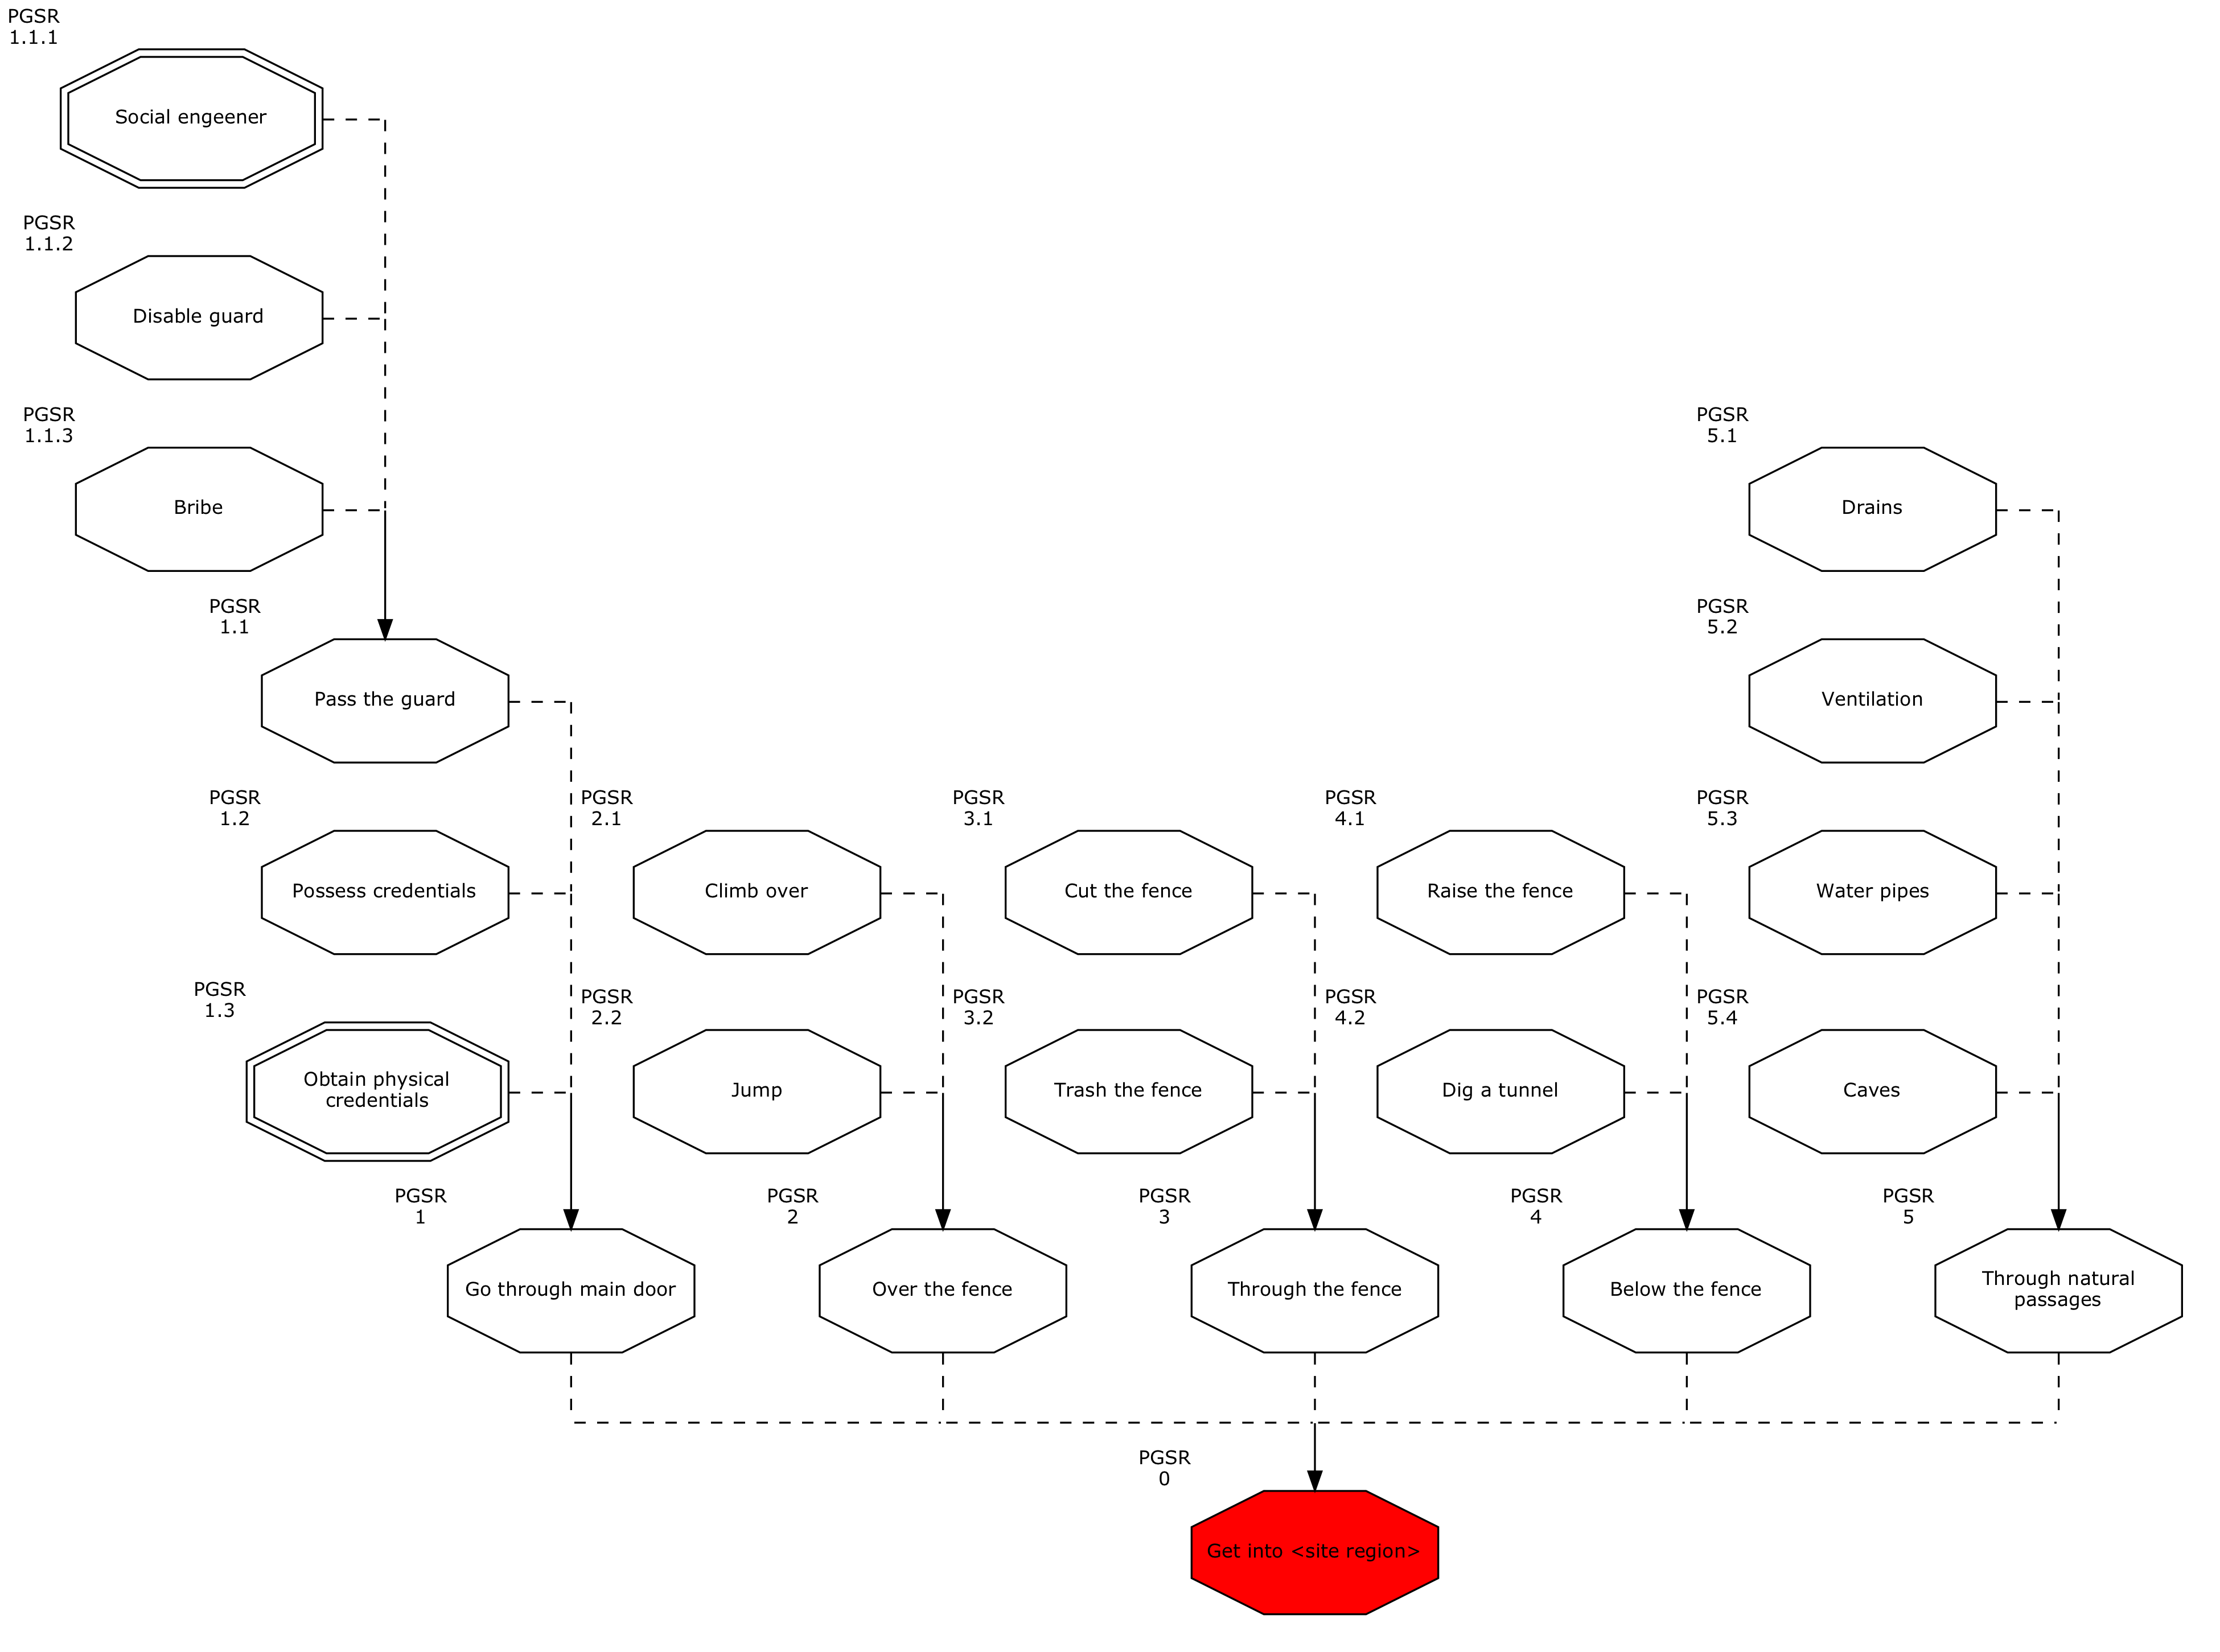 PGSR
1.1.1
Social engeener
PGSR
1.1.2
Disable guard
PGSR
1.1.3
Bribe
PGSR
5.1
Drains
PGSR
1.1
Pass the guard
PGSR
5.2
Ventilation
PGSR
1.2
Possess credentials
PGSR
2.1
Climb over
PGSR
3.1
Cut the fence
PGSR
4.1
Raise the fence
PGSR
5.3
Water pipes
PGSR
1.3
Obtain physical
credentials
PGSR
2.2
Jump
PGSR
3.2
Trash the fence
PGSR
4.2
Dig a tunnel
PGSR
5.4
Caves
PGSR
1
Go through main door
PGSR
2
Over the fence
PGSR
3
Through the fence
PGSR
4
Below the fence
PGSR
5
Through natural
passages
PGSR
0
Get into <site region>